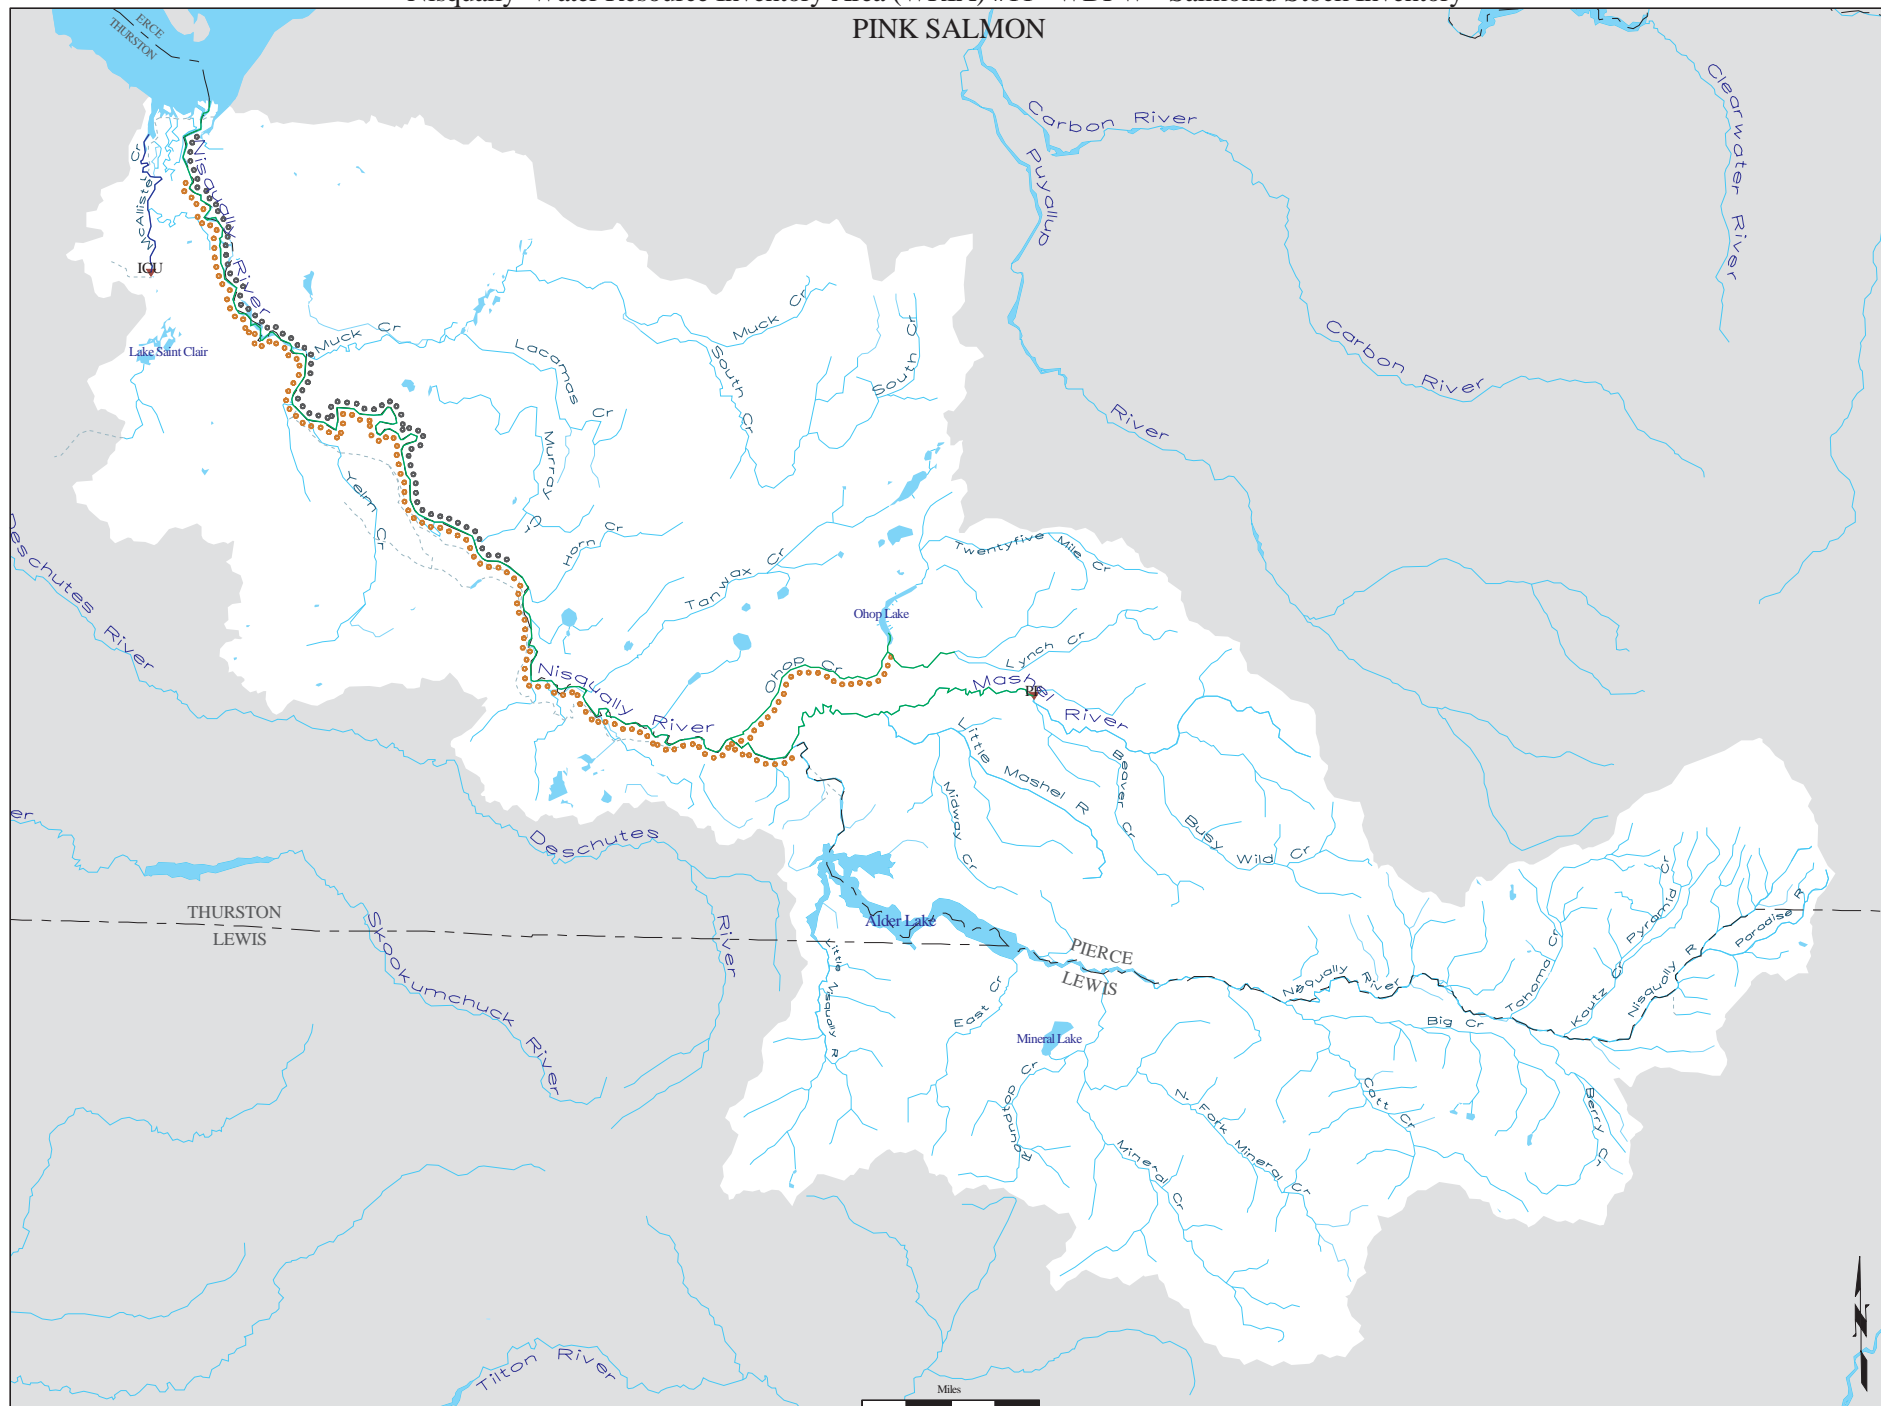 PINK SALMON
ERCE
THURSTON
Carbon River
Clearwater River
Puyallup
River
Carbon River
McAllister Cr
Nisqually River
ICU
Lake Saint Clair
Muck Cr
Lacamas Cr
Muck Cr
South Cr
South Cr
Murray Cr
Yelm Cr
Horn Cr
Tanwax Cr
Twentyfive Mile Cr
Ohop Lake
Deschutes River
Nisqually River
Ohop Cr
Lynch Cr
Mashel River
Little Mashel R
Midway Cr
Beaver Cr
Busy Wild Cr
er
Deschutes
River
THURSTON
LEWIS
Skookumchuck River
Alder Lake
PIERCE
LEWIS
Little Nisqually R
East Cr
Mineral Lake
Roundtop Cr
Mineral Cr
N. Fork Mineral Cr
Nisqually River
Big Cr
Catt Cr
Berry Cr
Tahoma Cr
Koutz Cr
Pyramid Cr
Nisqually R
Paradise R
Tilton River
Miles
N